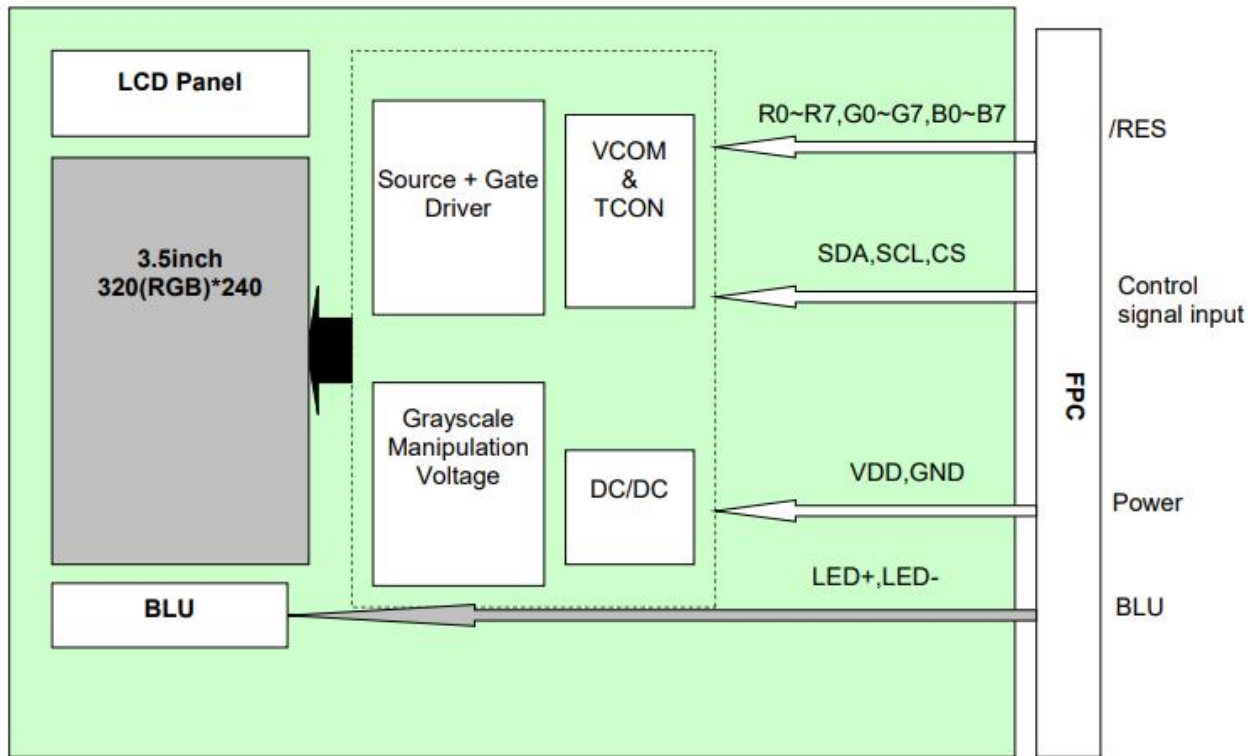 LCD Panel
3.5inch
320(RGB)*240
BLU
Source + Gate
Driver
VCOM
&
TCON
Grayscale
Manipulation
Voltage
DC/DC
R0~R7,G0~G7,B0~B7
SDA,SCL,CS
VDD,GND
LED+,LED-
FPC
/RES
Control
signal input
Power
BLU